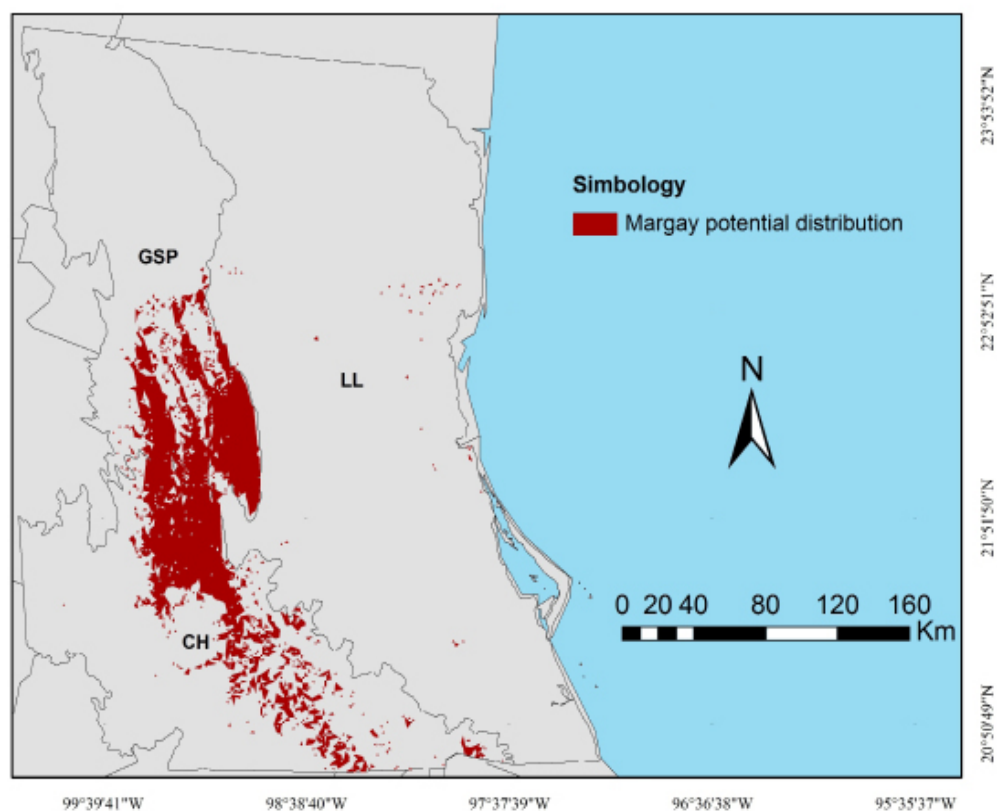 23°53'52"N
Simbology
Margay potential distribution
GSP
22°52'51"N
N
LL
21°51'50"N
0 20 40 80 120 160
Km
CH
20°50'49"N
99°39'41"W 98°38'40"W 97°37'39"W 96°36'38"W 95°35'37"W